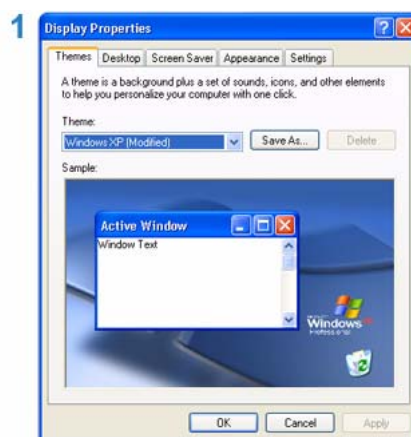 1
Display Properties
Themes Desktop Screen Saver Appearance Settings
A theme is a background plus a set of sounds, icons, and other elements
to help you personalize your computer with one click.
Theme:
Windows XP (Modified) Save As... Delete
Sample:
Active Window
Window Text
Windows
Professional
OK Cancel Apply